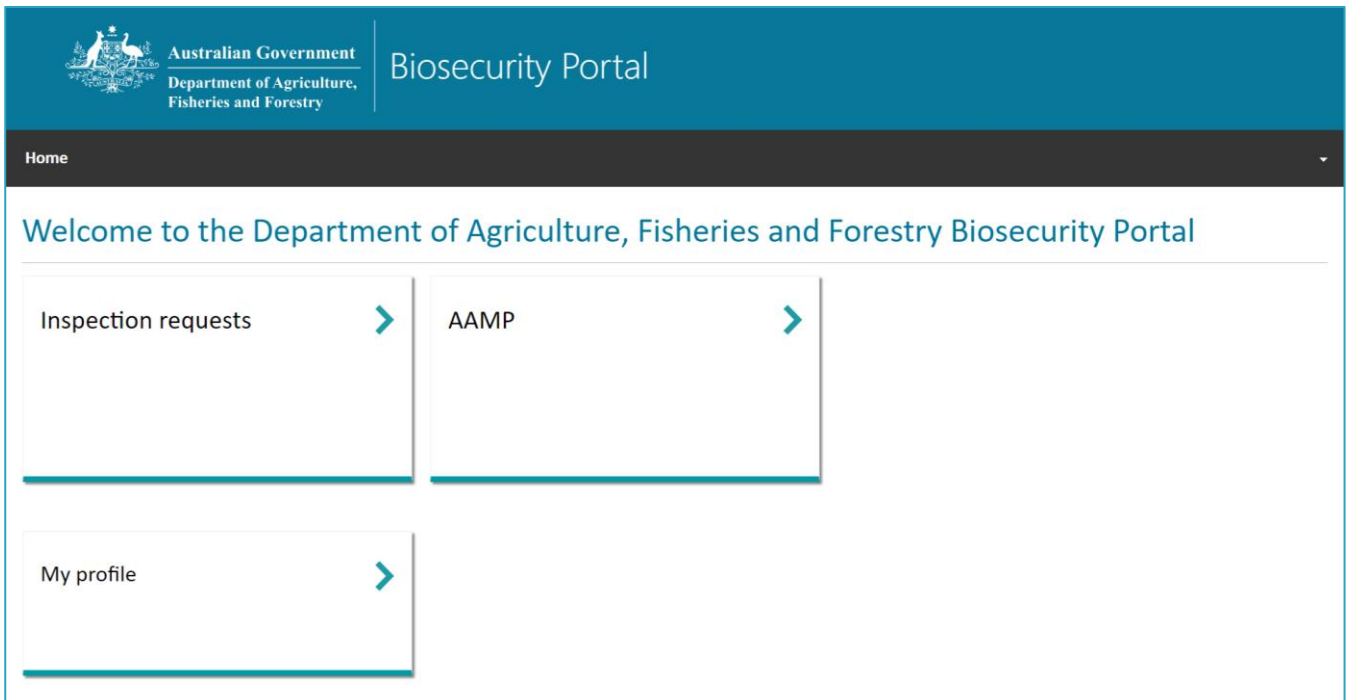 Australian Government
Department of Agriculture,
Fisheries and Forestry
Biosecurity Portal
Home
Welcome to the Department of Agriculture, Fisheries and Forestry Biosecurity Portal
Inspection requests
AAMP
My profile